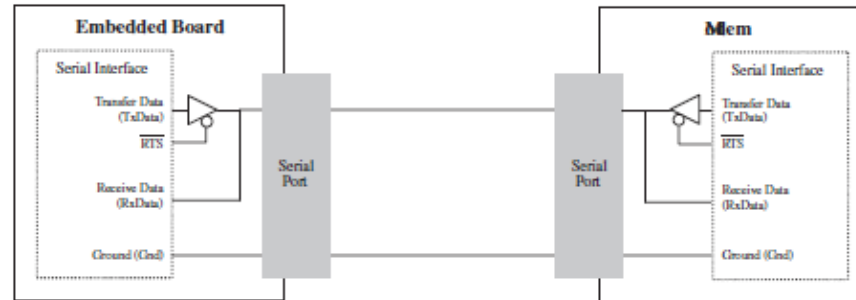 Embedded Board
Serial Interface
Transfer Data
(TxData)
RTS
Receive Data
(RxData)
Ground (Gnd)
Serial
Port
Serial
Port
Serial Interface
Transfer Data
(TxData)
RTS
Receive Data
(RxData)
Ground (Gnd)